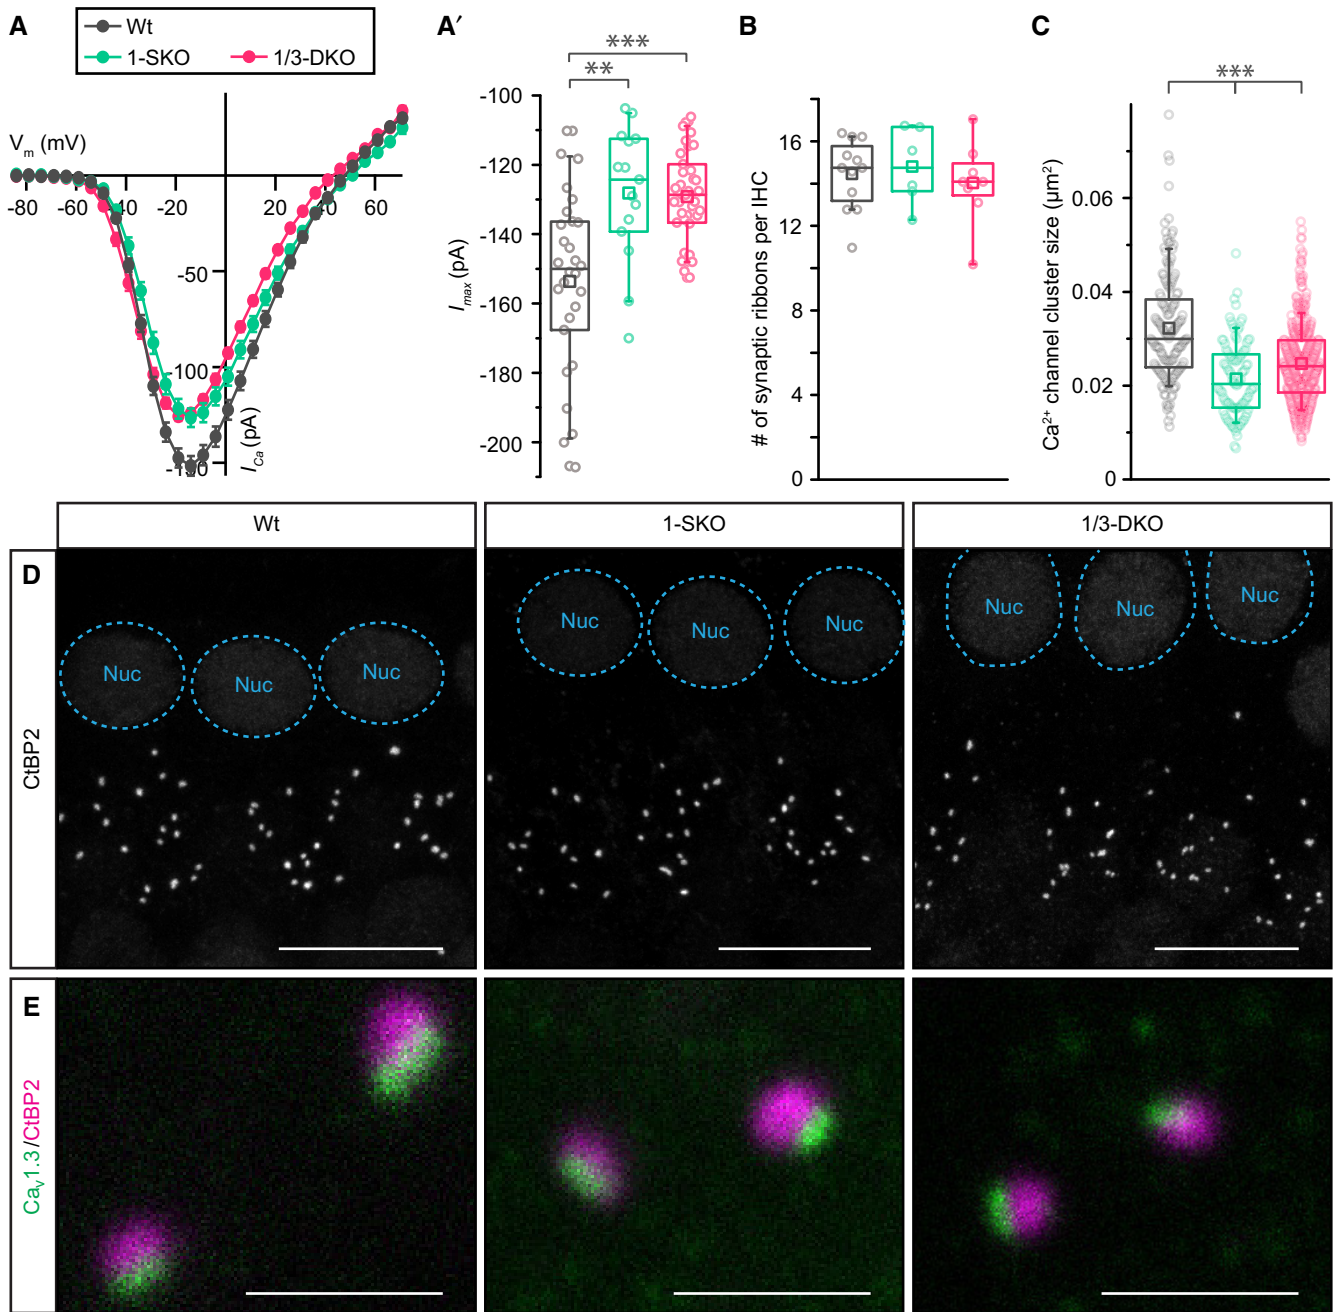 A
Wt
1-SKO
1/3-DKO
V_m (mV)
-80 -60 -40 -20 20 40 60
-50
-100
-150
I_Ca (pA)
A′
***
**
-100
-120
-140
-160
-180
-200
I_max (pA)
B
16
12
8
4
0
# of synaptic ribbons per IHC
C
***
0.06
0.04
0.02
0
Ca²⁺ channel cluster size (µm²)
Wt
1-SKO
1/3-DKO
D
CtBP2
Nuc Nuc Nuc
Nuc Nuc Nuc
Nuc Nuc Nuc
E
Ca_V1.3/CtBP2